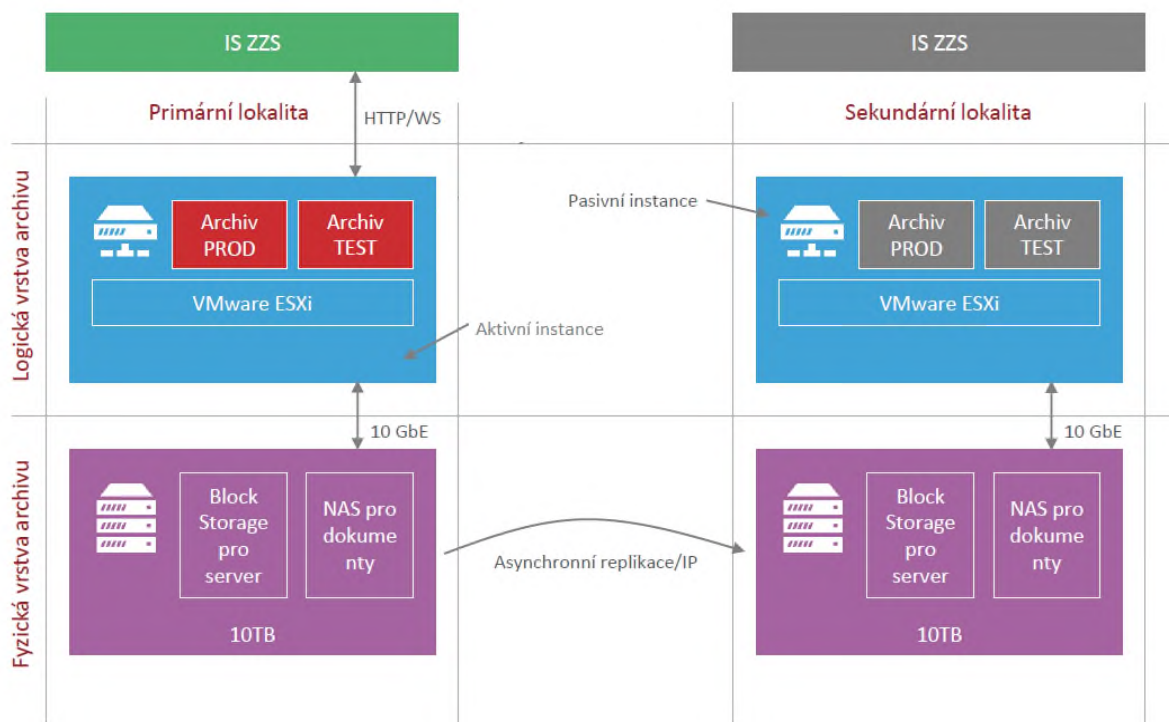 IS ZZS
IS ZZS
Primární lokalita
HTTP/WS
Sekundární lokalita
Logická vrstva archivu
Archiv
PROD
Archiv
TEST
VMware ESXi
Aktivní instance
Pasivní instance
Archiv
PROD
Archiv
TEST
VMware ESXi
10 GbE
10 GbE
Fyzická vrstva archivu
Block
Storage
pro
server
NAS pro
dokume
nty
10TB
Asynchronní replikace/IP
Block
Storage
pro
server
NAS pro
dokume
nty
10TB